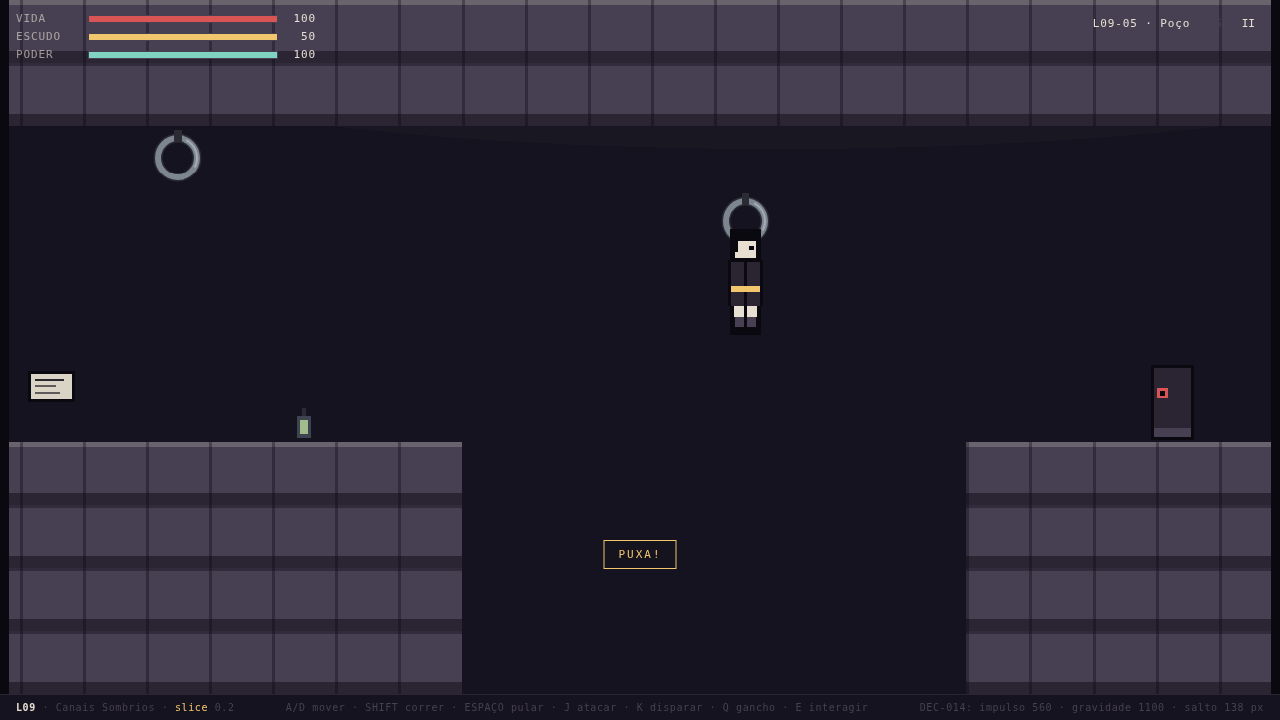 VIDA 100
ESCUDO 50
PODER 100
L09-05 · Poço
II
PUXA!
L09 · Canais Sombrios · slice 0.2
A/D mover · SHIFT correr · ESPAÇO pular · J atacar · K disparar · Q gancho · E interagir
DEC-014: impulso 560 · gravidade 1100 · salto 138 px